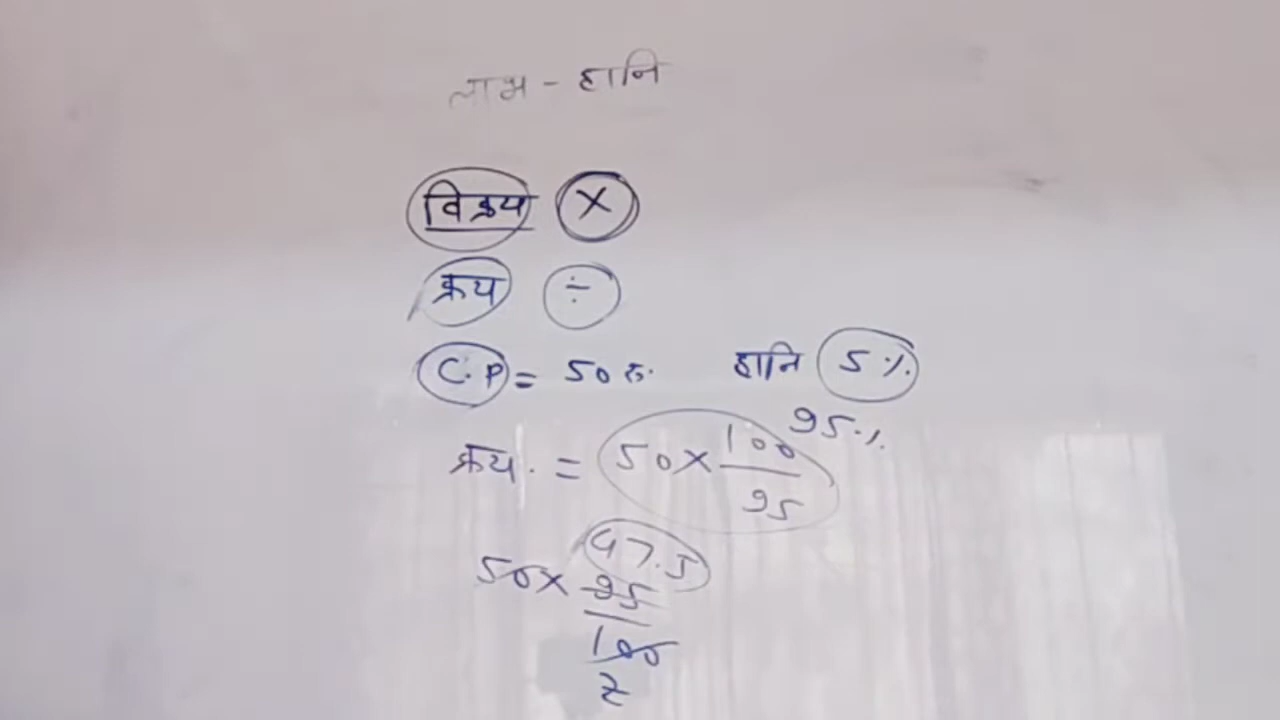 लाभ - हानि
विक्रय ×
क्रय ÷
C.P = 50 रु. हानि 5%
95%
क्रय. = 50 × 100/95
47.5
50 × 95/100
2